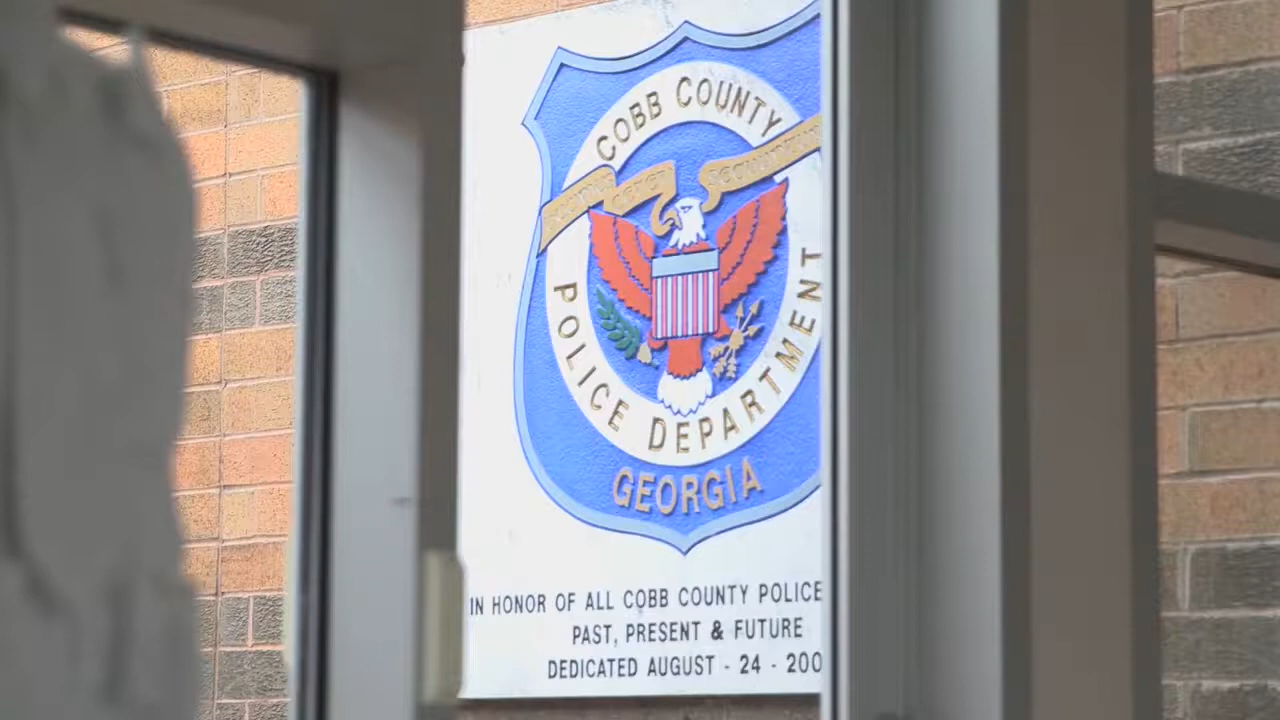 COBB COUNTY
POLICE DEPARTMENT
GEORGIA
IN HONOR OF ALL COBB COUNTY POLICE
PAST, PRESENT & FUTURE
DEDICATED AUGUST - 24 - 200